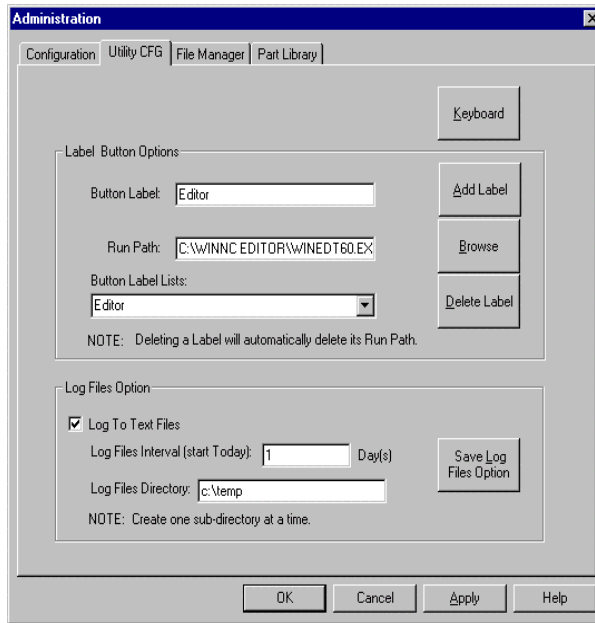 Administration
Configuration Utility CFG File Manager Part Library
Keyboard
Label Button Options
Button Label: Editor
Add Label
Run Path: C:\WINNC EDITOR\WINEDT60.EX
Browse
Button Label Lists:
Editor
Delete Label
NOTE: Deleting a Label will automatically delete its Run Path.
Log Files Option
Log To Text Files
Log Files Interval (start Today): 1 Day(s)
Save Log Files Option
Log Files Directory: c:\temp
NOTE: Create one sub-directory at a time.
OK Cancel Apply Help